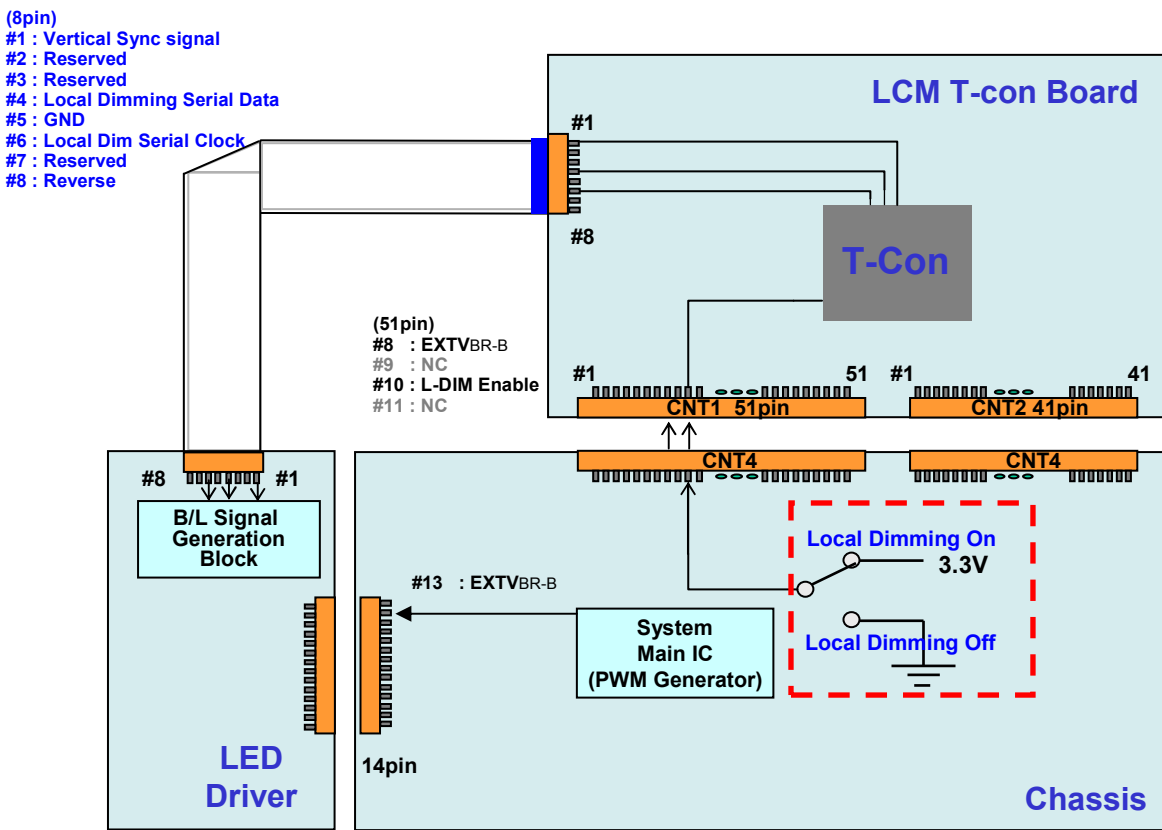 (8pin)
#1 : Vertical Sync signal
#2 : Reserved
#3 : Reserved
#4 : Local Dimming Serial Data
#5 : GND
#6 : Local Dim Serial Clock
#7 : Reserved
#8 : Reverse
LCM T-con Board
#1
#8
T-Con
(51pin)
#8 : EXTVBR-B
#9 : NC
#10 : L-DIM Enable
#11 : NC
#1
51
#1
41
CNT1 51pin
CNT2 41pin
CNT4
CNT4
#8
#1
B/L Signal
Generation
Block
Local Dimming On
3.3V
#13 : EXTVBR-B
System
Main IC
(PWM Generator)
Local Dimming Off
LED
Driver
14pin
Chassis